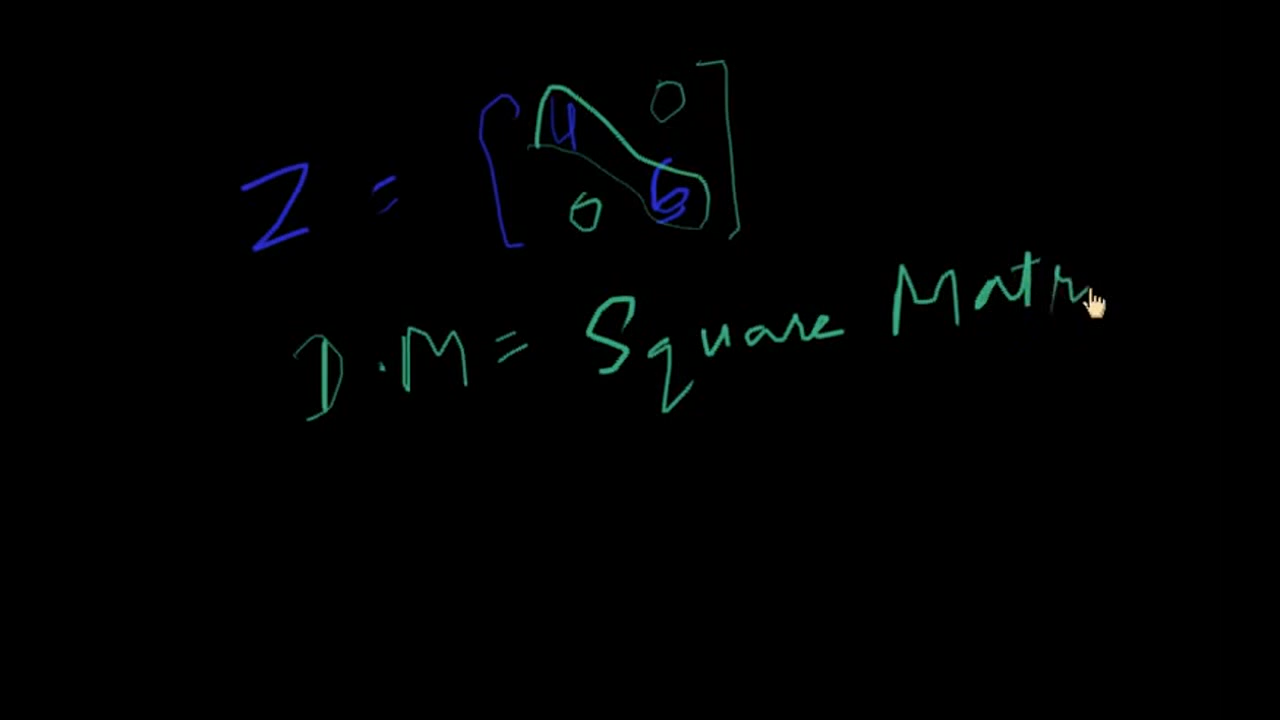 Z = [ 4 0
0 6 ]
D.M = Square Matr